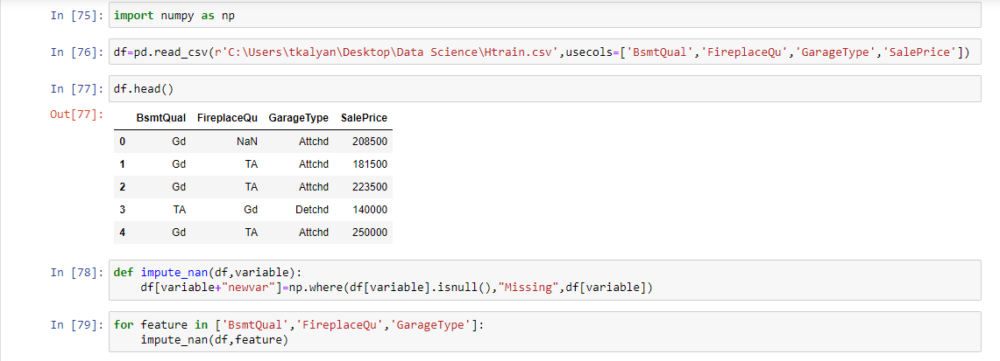 In [75]: import numpy as np
In [76]: df=pd.read_csv(r'C:\Users\tkalyan\Desktop\Data Science\Htrain.csv',usecols=['BsmtQual','FireplaceQu','GarageType','SalePrice'])
In [77]: df.head()
Out[77]:
BsmtQual FireplaceQu GarageType SalePrice
0 Gd NaN Attchd 208500
1 Gd TA Attchd 181500
2 Gd TA Attchd 223500
3 TA Gd Detchd 140000
4 Gd TA Attchd 250000
In [78]: def impute_nan(df,variable):
df[variable+"newvar"]=np.where(df[variable].isnull(),"Missing",df[variable])
In [79]: for feature in ['BsmtQual','FireplaceQu','GarageType']:
impute_nan(df,feature)